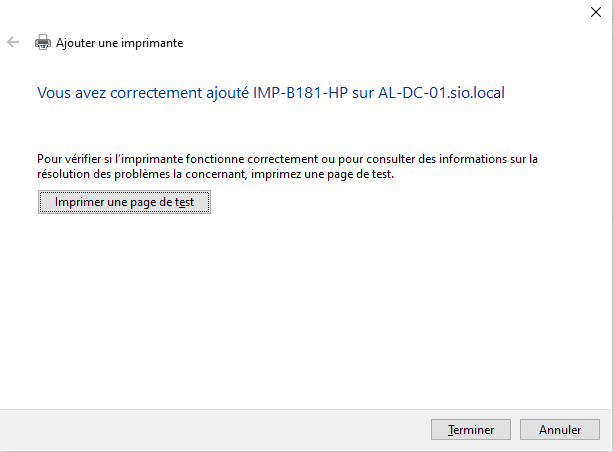 Ajouter une imprimante
Vous avez correctement ajouté IMP-B181-HP sur AL-DC-01.sio.local
Pour vérifier si l'imprimante fonctionne correctement ou pour consulter des informations sur la
résolution des problèmes la concernant, imprimez une page de test.
Imprimer une page de test
Terminer
Annuler